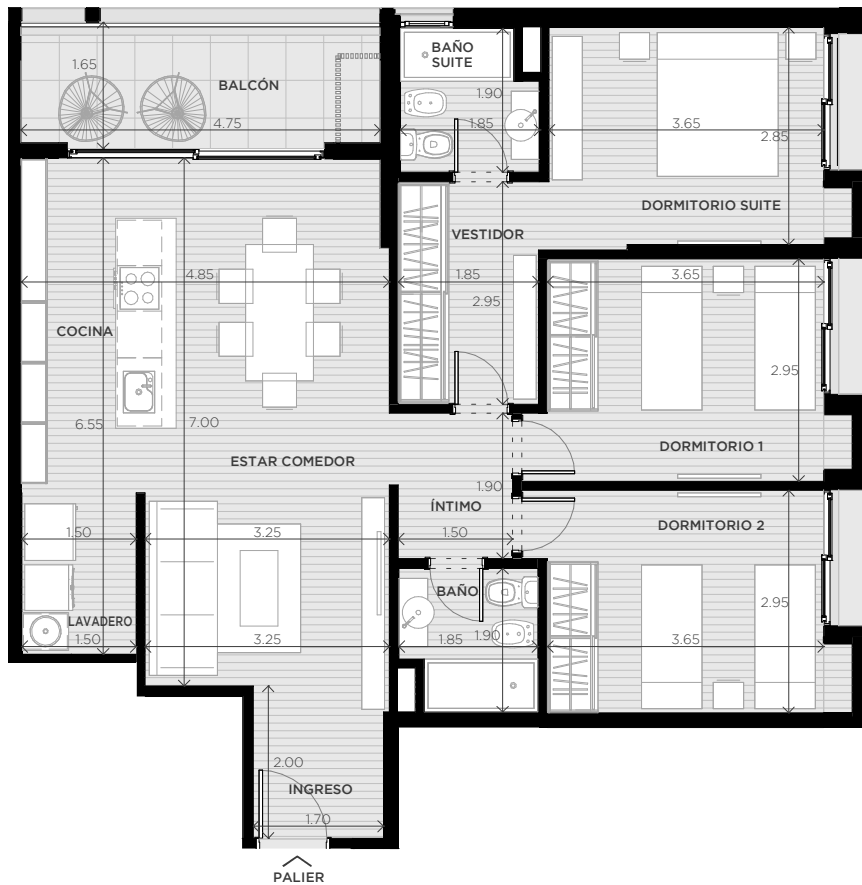 BAÑO
SUITE
1.65
BALCÓN
1.90
4.75
1.85
3.65
2.85
DORMITORIO SUITE
VESTIDOR
4.85
1.85
3.65
2.95
COCINA
2.95
6.55
7.00
DORMITORIO 1
ESTAR COMEDOR
1.90
ÍNTIMO
DORMITORIO 2
1.50
3.25
1.50
BAÑO
2.95
LAVADERO
1.50
3.25
1.85
1.90
3.65
2.00
INGRESO
1.70
PALIER